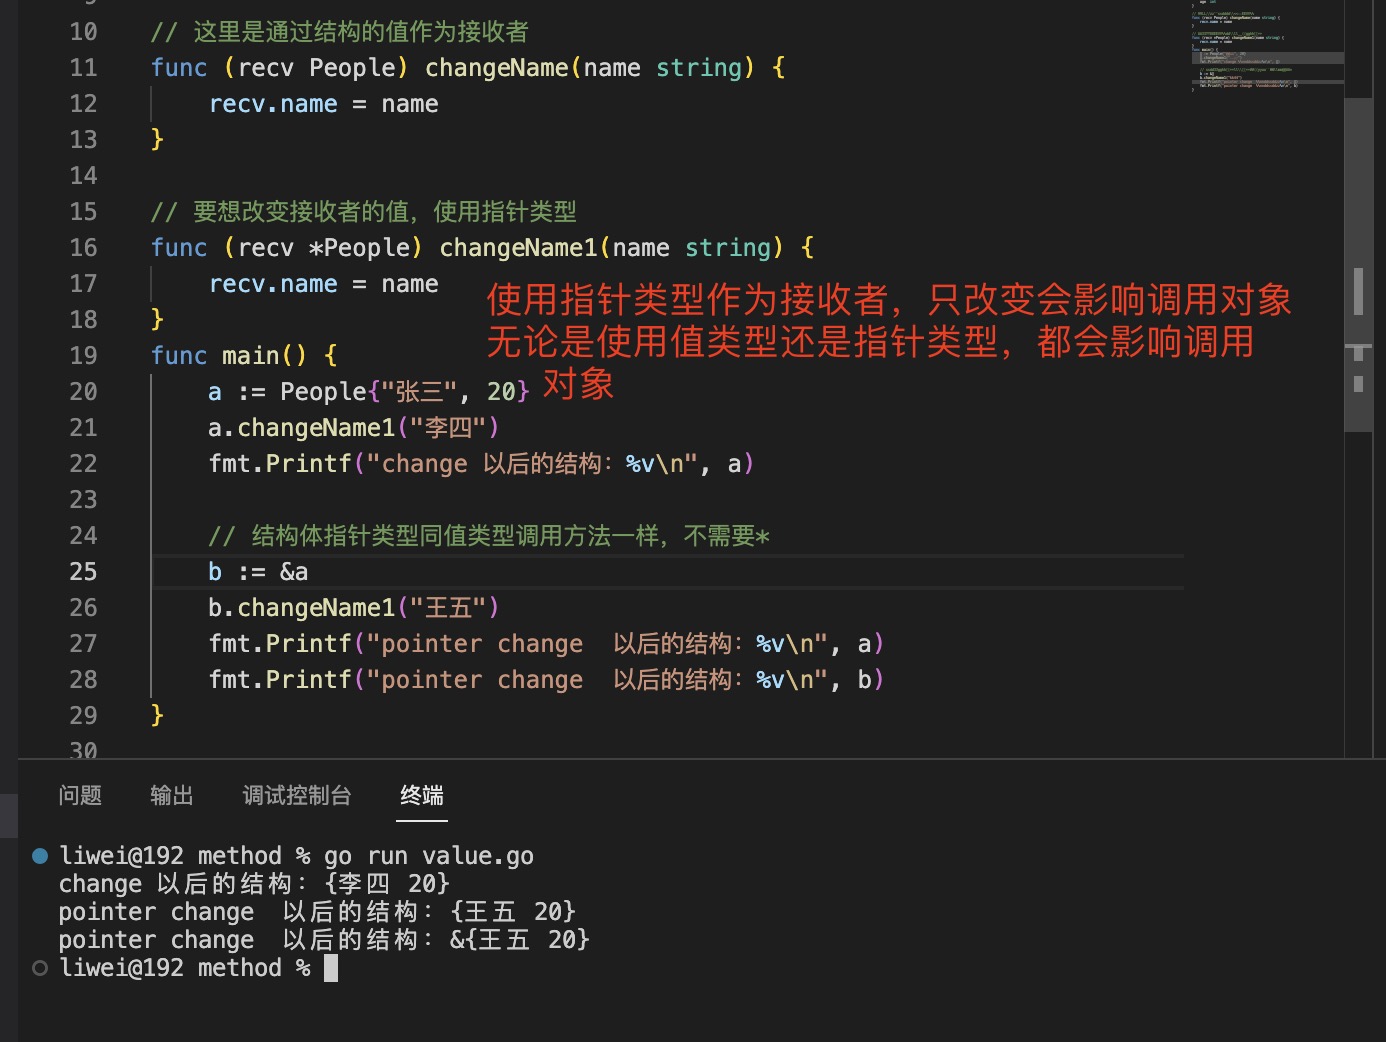 10 // 这里是通过结构的值作为接收者
11 func (recv People) changeName(name string) {
12 recv.name = name
13 }
14
15 // 要想改变接收者的值，使用指针类型
16 func (recv *People) changeName1(name string) {
17 recv.name = name
使用指针类型作为接收者，只改变会影响调用对象
18 }
无论是使用值类型还是指针类型，都会影响调用
19 func main() {
对象
20 a := People{"张三", 20}
21 a.changeName1("李四")
22 fmt.Printf("change 以后的结构：%v\n", a)
23
24 // 结构体指针类型同值类型调用方法一样，不需要*
25 b := &a
26 b.changeName1("王五")
27 fmt.Printf("pointer change  以后的结构：%v\n", a)
28 fmt.Printf("pointer change  以后的结构：%v\n", b)
29 }
30
问题 输出 调试控制台 终端
liwei@192 method % go run value.go
change 以后的结构：{李四 20}
pointer change  以后的结构：{王五 20}
pointer change  以后的结构：&{王五 20}
liwei@192 method %